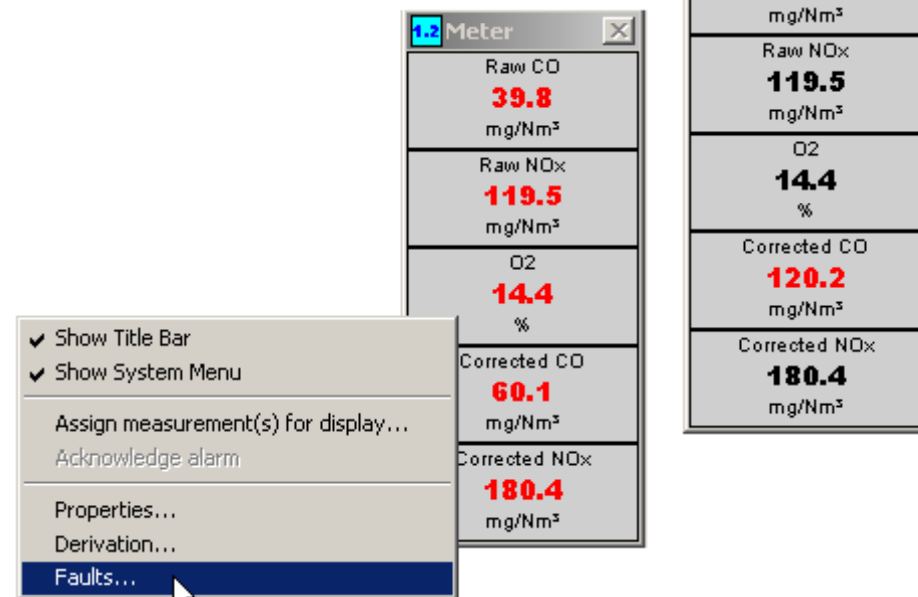 1.2 Meter
Raw CO
39.8
mg/Nm³
Raw NOx
119.5
mg/Nm³
O2
14.4
%
Corrected CO
60.1
mg/Nm³
Corrected NOx
180.4
mg/Nm³
mg/Nm³
Raw NOx
119.5
mg/Nm³
O2
14.4
%
Corrected CO
120.2
mg/Nm³
Corrected NOx
180.4
mg/Nm³
Show Title Bar
Show System Menu
Assign measurement(s) for display...
Acknowledge alarm
Properties...
Derivation...
Faults...